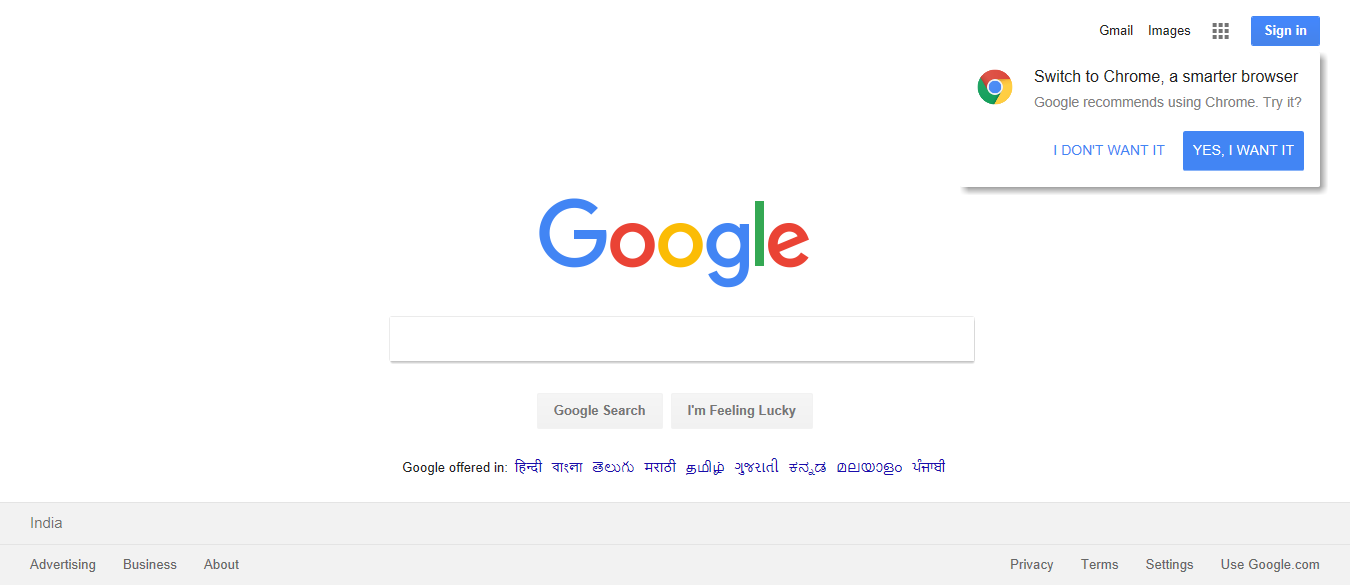 Gmail Images Sign in
Switch to Chrome, a smarter browser
Google recommends using Chrome. Try it?
I DON'T WANT IT YES, I WANT IT
Google
Google Search I'm Feeling Lucky
Google offered in: हिन्दी বাংলা తెలుగు मराठी தமிழ் ગુજરાતી ಕನ್ನಡ മലയാളം ਪੰਜਾਬੀ
India
Advertising Business About Privacy Terms Settings Use Google.com